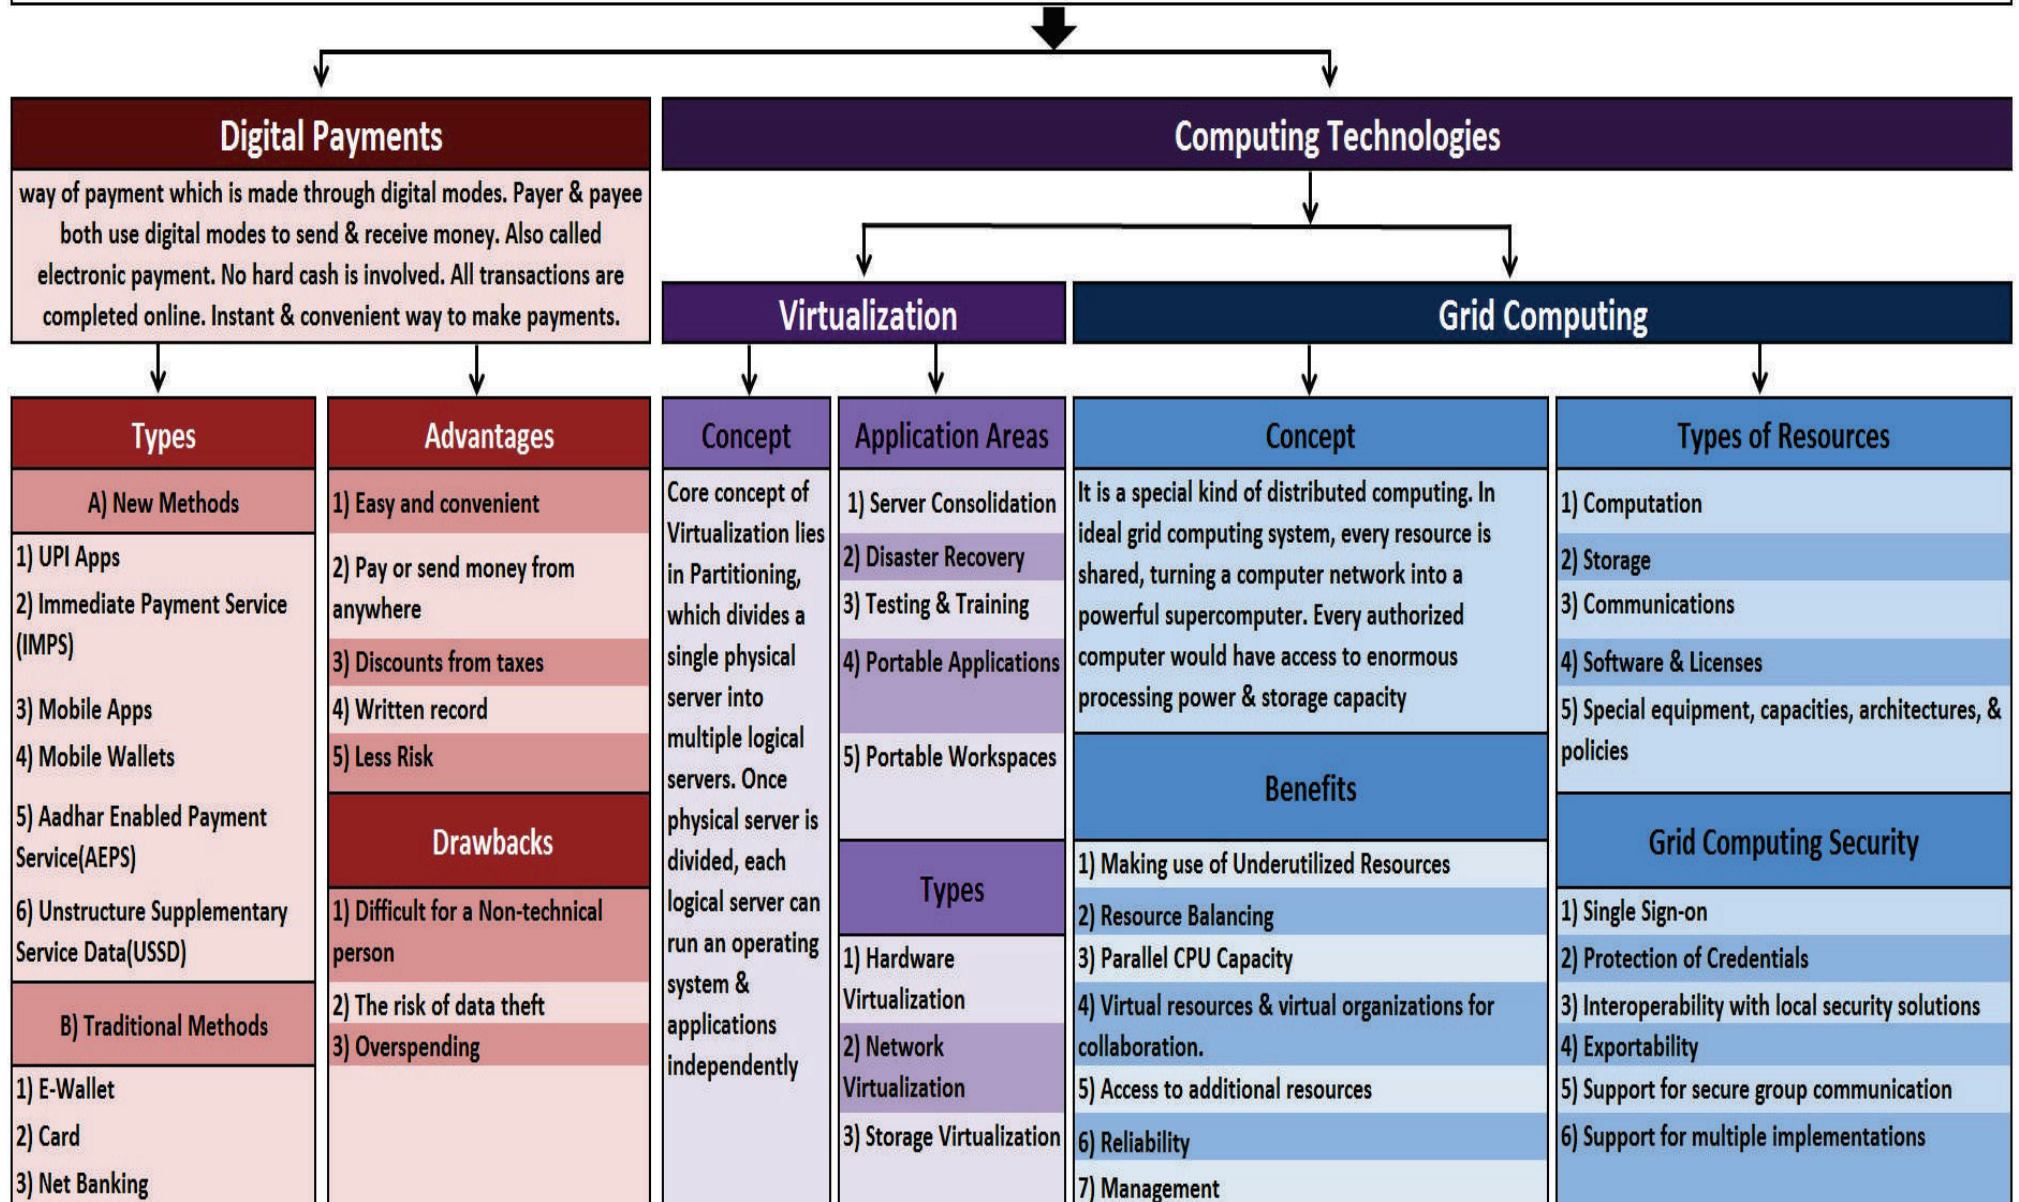 Digital Payments
way of payment which is made through digital modes. Payer & payee
both use digital modes to send & receive money. Also called
electronic payment. No hard cash is involved. All transactions are
completed online. Instant & convenient way to make payments.
Types
A) New Methods
1) UPI Apps
2) Immediate Payment Service
(IMPS)
3) Mobile Apps
4) Mobile Wallets
5) Aadhar Enabled Payment
Service(AEPS)
6) Unstructure Supplementary
Service Data(USSD)
B) Traditional Methods
1) E-Wallet
2) Card
3) Net Banking
Advantages
1) Easy and convenient
2) Pay or send money from
anywhere
3) Discounts from taxes
4) Written record
5) Less Risk
Drawbacks
1) Difficult for a Non-technical
person
2) The risk of data theft
3) Overspending
Computing Technologies
Virtualization
Concept
Core concept of
Virtualization lies
in Partitioning,
which divides a
single physical
server into
multiple logical
servers. Once
physical server is
divided, each
logical server can
run an operating
system &
applications
independently
Application Areas
1) Server Consolidation
2) Disaster Recovery
3) Testing & Training
4) Portable Applications
5) Portable Workspaces
Types
1) Hardware
Virtualization
2) Network
Virtualization
3) Storage Virtualization
Grid Computing
Concept
It is a special kind of distributed computing. In
ideal grid computing system, every resource is
shared, turning a computer network into a
powerful supercomputer. Every authorized
computer would have access to enormous
processing power & storage capacity
Benefits
1) Making use of Underutilized Resources
2) Resource Balancing
3) Parallel CPU Capacity
4) Virtual resources & virtual organizations for
collaboration.
5) Access to additional resources
6) Reliability
7) Management
Types of Resources
1) Computation
2) Storage
3) Communications
4) Software & Licenses
5) Special equipment, capacities, architectures, &
policies
Grid Computing Security
1) Single Sign-on
2) Protection of Credentials
3) Interoperability with local security solutions
4) Exportability
5) Support for secure group communication
6) Support for multiple implementations